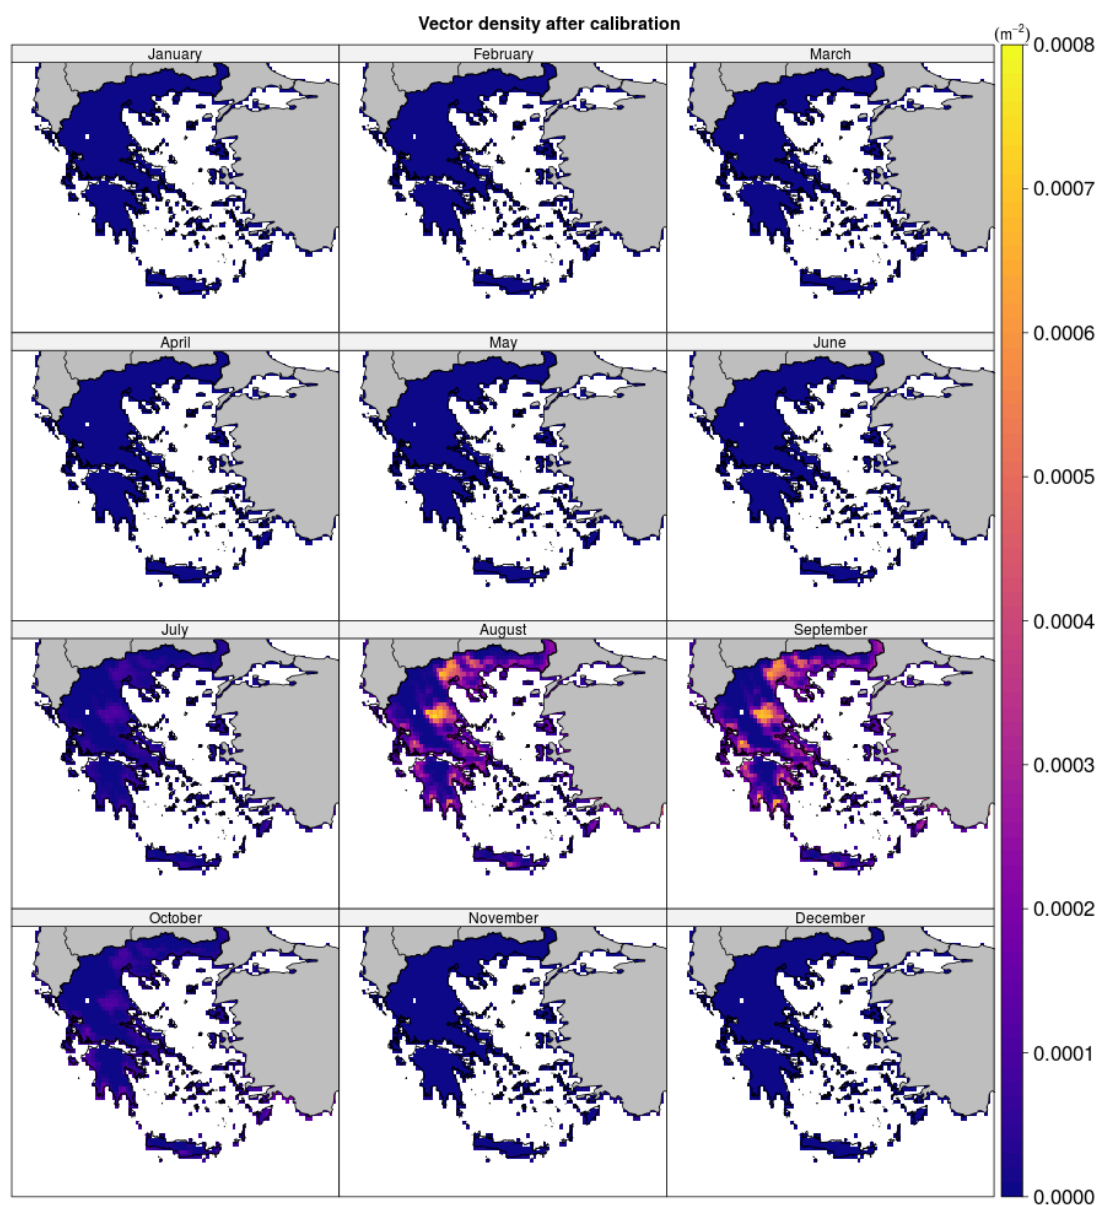 Vector density after calibration
(m⁻²)
January
February
March
April
May
June
July
August
September
October
November
December
0.0008
0.0007
0.0006
0.0005
0.0004
0.0003
0.0002
0.0001
0.0000